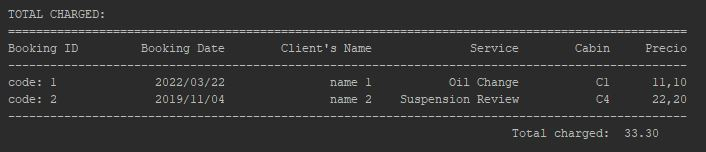 TOTAL CHARGED:
=====================================================================================================
Booking ID         Booking Date        Client's Name              Service        Cabin     Precio
-----------------------------------------------------------------------------------------------------
code: 1              2022/03/22               name 1           Oil Change           C1      11,10
code: 2              2019/11/04               name 2    Suspension Review           C4      22,20
-----------------------------------------------------------------------------------------------------
Total charged:  33.30